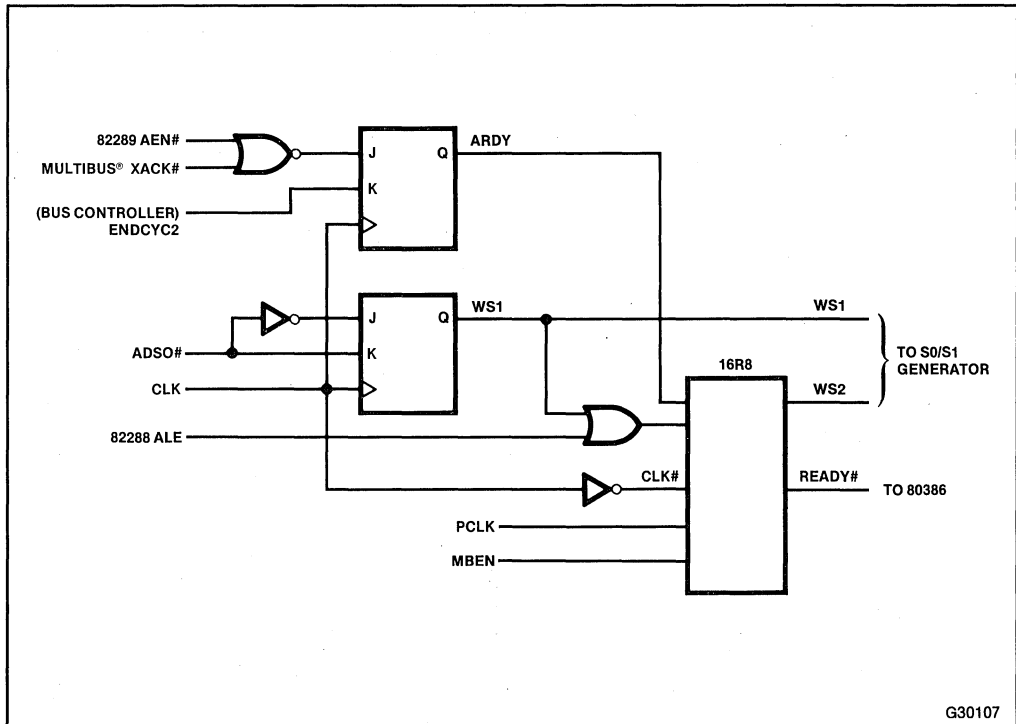 82289 AEN#
MULTIBUS® XACK#
(BUS CONTROLLER)
ENDCYC2
J
Q
K
ARDY
ADSO#
CLK
82288 ALE
J
Q
K
WS1
WS1
16R8
WS2
TO S0/S1
GENERATOR
CLK#
READY#
TO 80386
PCLK
MBEN
G30107